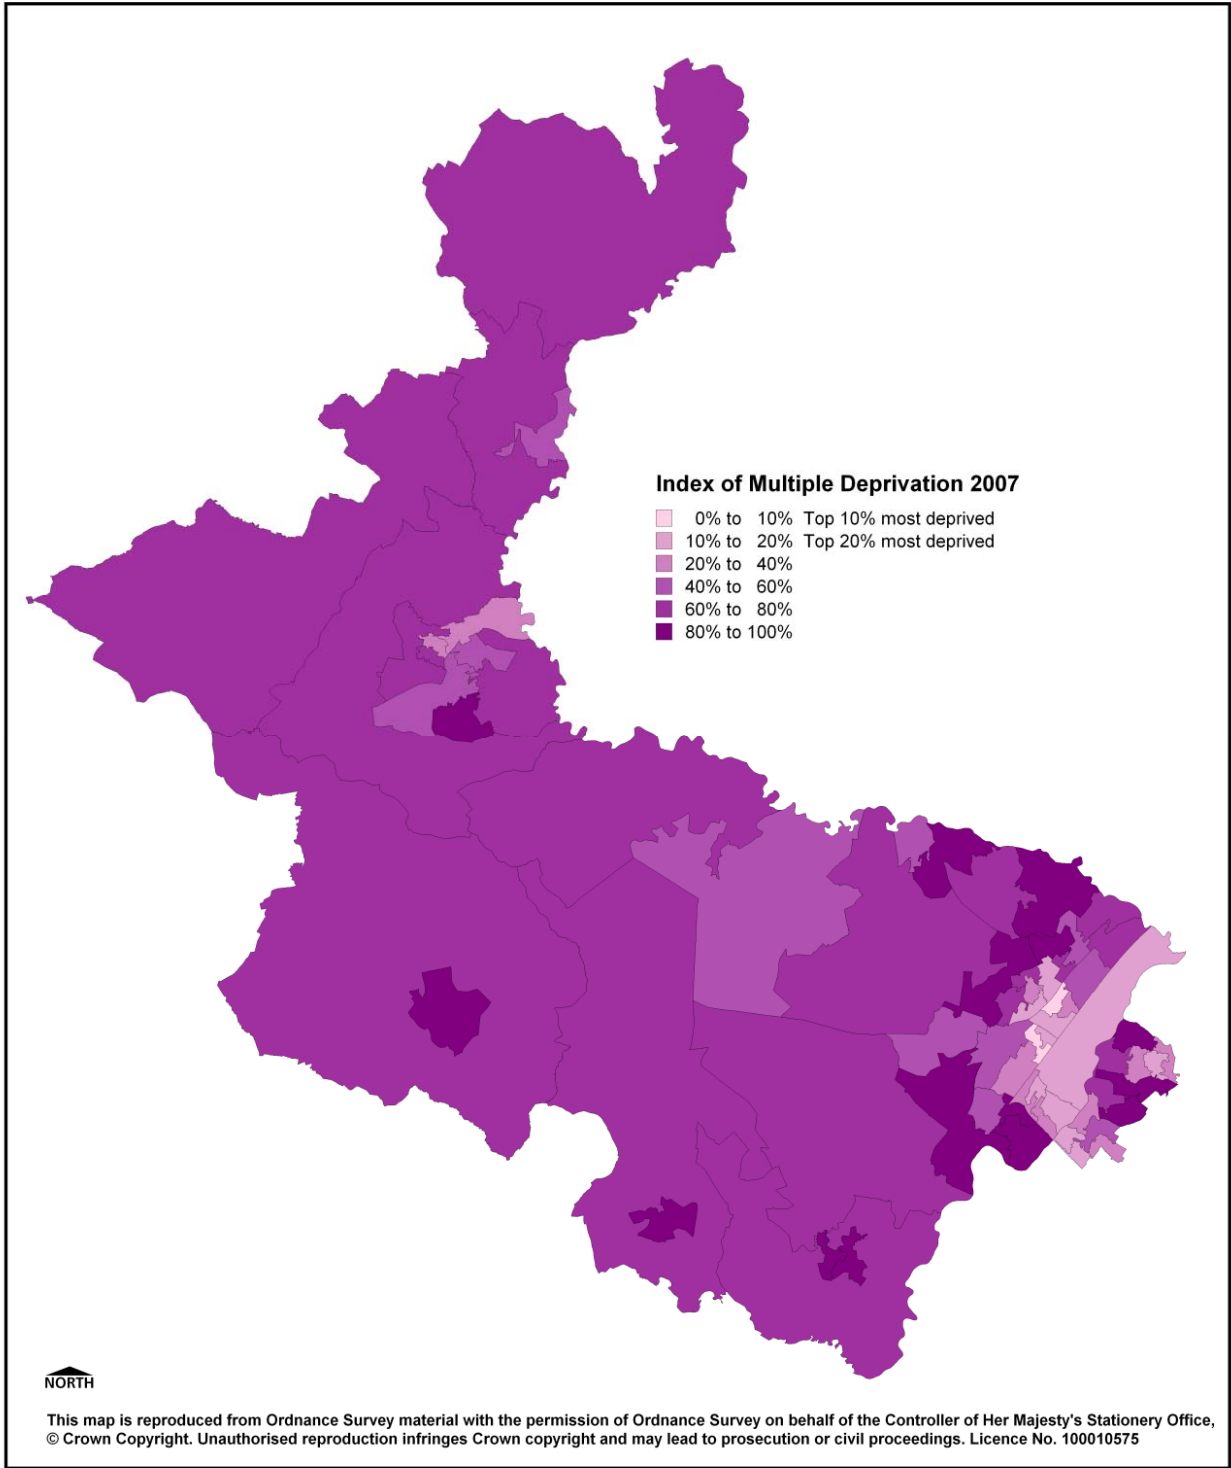 Index of Multiple Deprivation 2007
0% to 10% Top 10% most deprived
10% to 20% Top 20% most deprived
20% to 40%
40% to 60%
60% to 80%
80% to 100%
NORTH
This map is reproduced from Ordnance Survey material with the permission of Ordnance Survey on behalf of the Controller of Her Majesty's Stationery Office,
© Crown Copyright. Unauthorised reproduction infringes Crown copyright and may lead to prosecution or civil proceedings. Licence No. 100010575